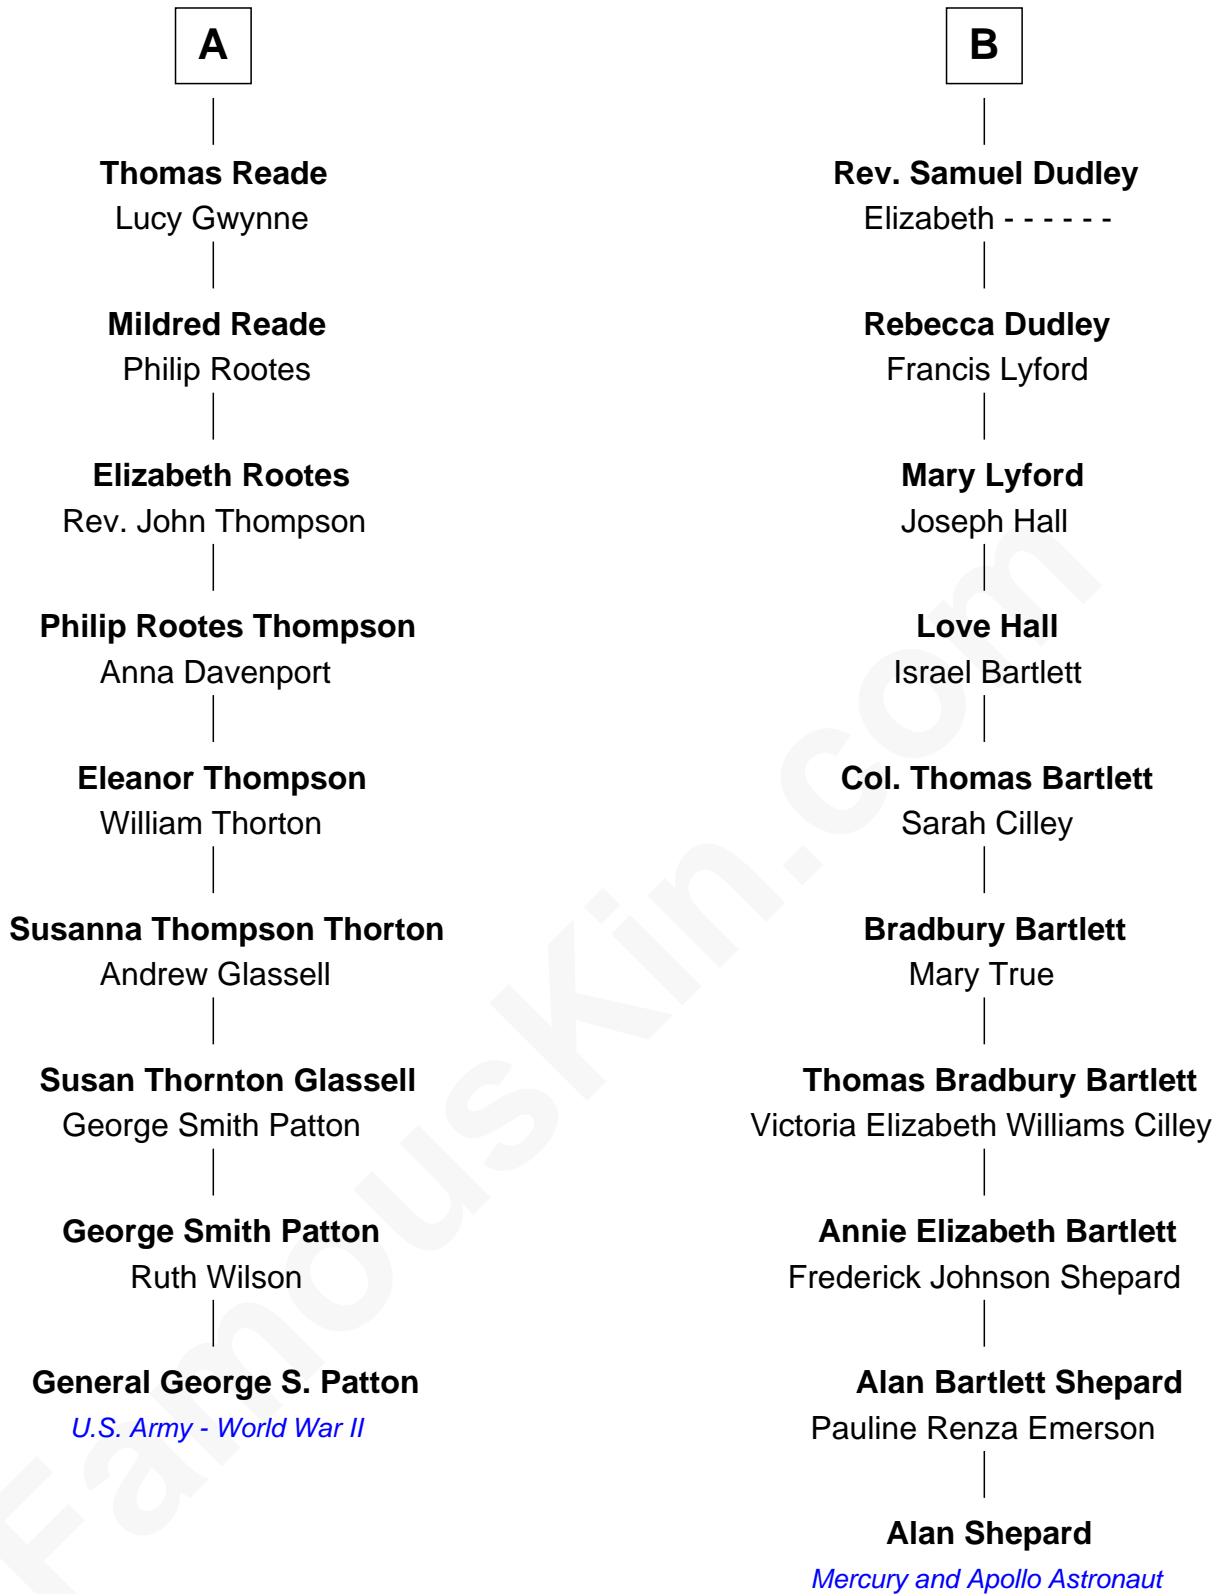 A
Thomas Reade
Lucy Gwynne
Mildred Reade
Philip Rootes
Elizabeth Rootes
Rev. John Thompson
Philip Rootes Thompson
Anna Davenport
Eleanor Thompson
William Thorton
Susanna Thompson Thorton
Andrew Glassell
Susan Thornton Glassell
George Smith Patton
George Smith Patton
Ruth Wilson
General George S. Patton
U.S. Army - World War II
B
Rev. Samuel Dudley
Elizabeth - - - - - -
Rebecca Dudley
Francis Lyford
Mary Lyford
Joseph Hall
Love Hall
Israel Bartlett
Col. Thomas Bartlett
Sarah Cilley
Bradbury Bartlett
Mary True
Thomas Bradbury Bartlett
Victoria Elizabeth Williams Cilley
Annie Elizabeth Bartlett
Frederick Johnson Shepard
Alan Bartlett Shepard
Pauline Renza Emerson
Alan Shepard
Mercury and Apollo Astronaut
FamousKin.com